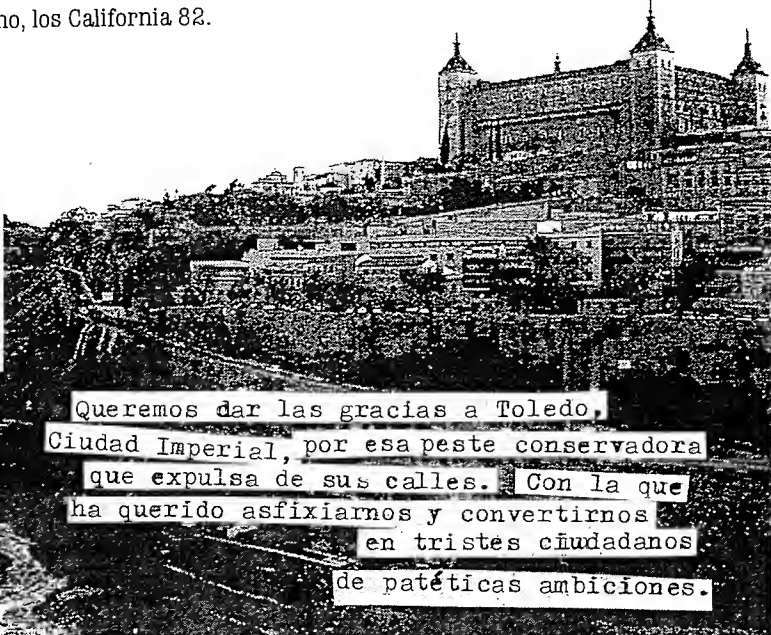 no, los California 82.
Queremos dar las gracias a Toledo,
Ciudad Imperial, por esa peste conservadora
que expulsa de sus calles. Con la que
ha querido asfixiarnos y convertirnos
en tristes ciudadanos
de patéticas ambiciones.